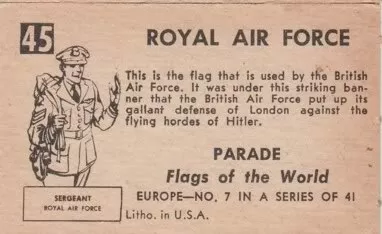 45
ROYAL AIR FORCE
This is the flag that is used by the British
Air Force. It was under this striking ban-
ner that the British Air Force put up its
gallant defense of London against the
flying hordes of Hitler.
PARADE
Flags of the World
EUROPE—NO. 7 IN A SERIES OF 41
Litho. in U.S.A.
SERGEANT
ROYAL AIR FORCE